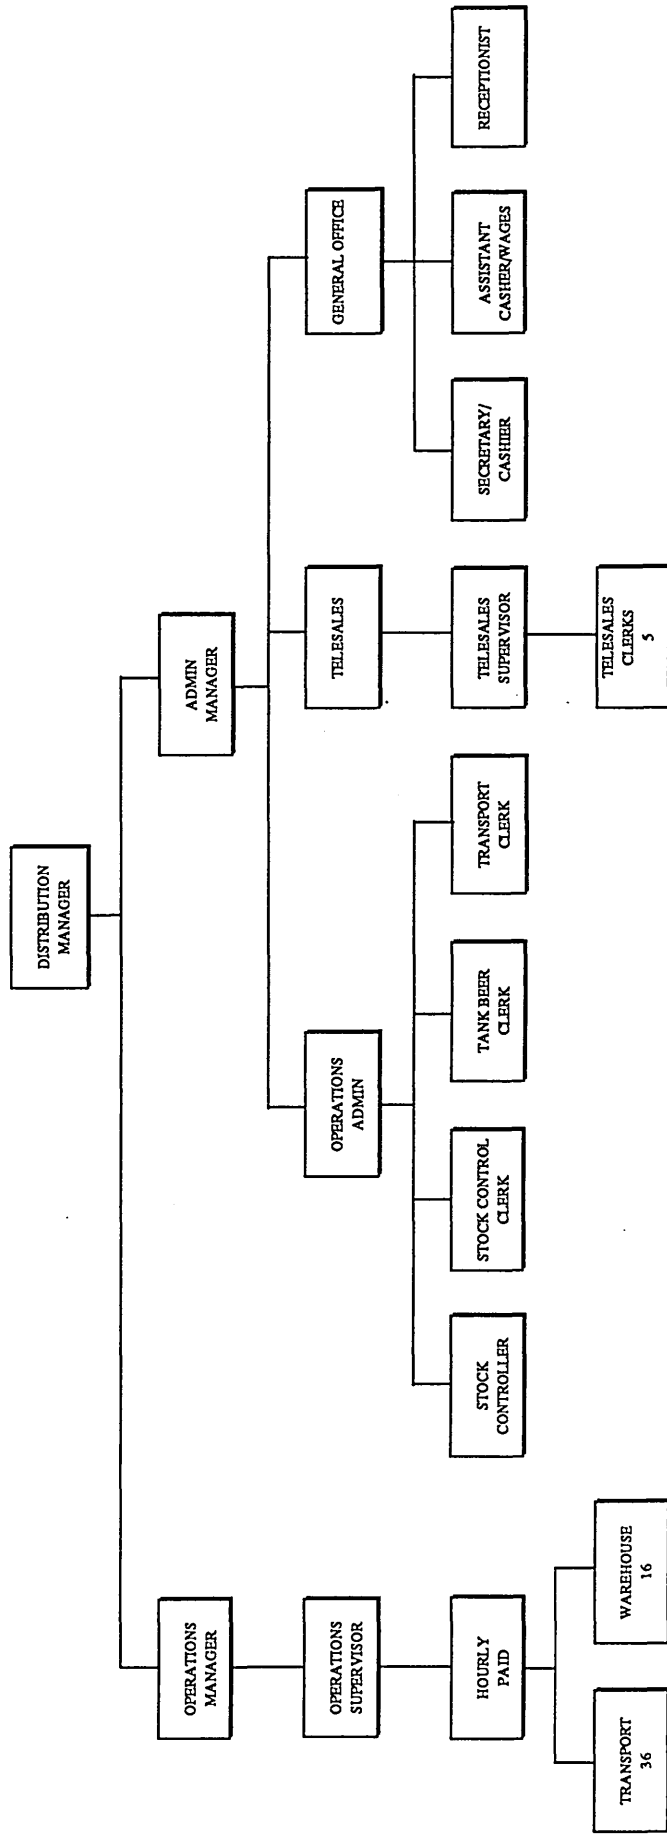 DISTRIBUTION
MANAGER
OPERATIONS
MANAGER
ADMIN
MANAGER
OPERATIONS
SUPERVISOR
OPERATIONS
ADMIN
TELESALES
GENERAL OFFICE
HOURLY
PAID
STOCK
CONTROLLER
STOCK CONTROL
CLERK
TANK BEER
CLERK
TRANSPORT
CLERK
TELESALES
SUPERVISOR
SECRETARY/
CASHIER
ASSISTANT
CASHER/WAGES
RECEPTIONIST
TRANSPORT
36
WAREHOUSE
16
TELESALES
CLERKS
5